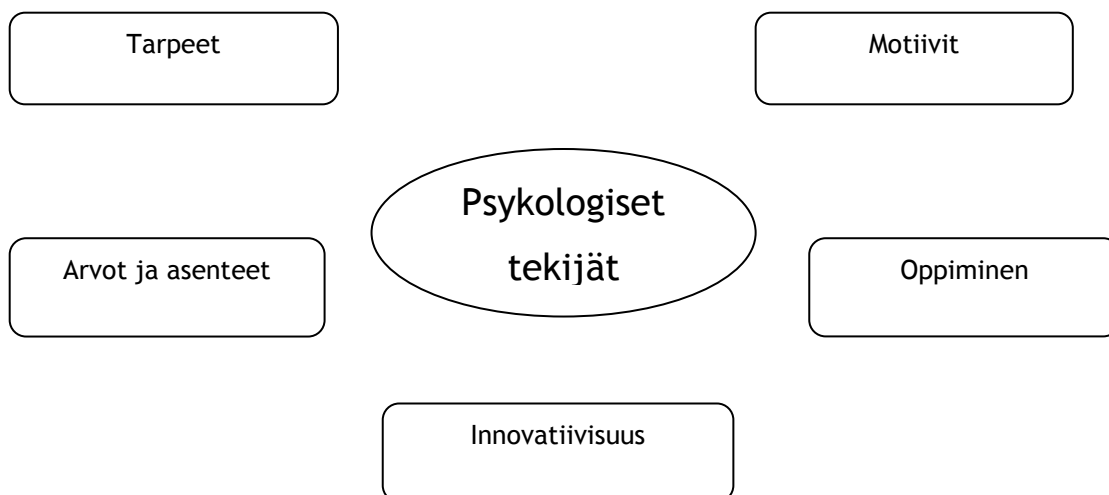 Tarpeet
Motiivit
Psykologiset
tekijät
Arvot ja asenteet
Oppiminen
Innovatiivisuus